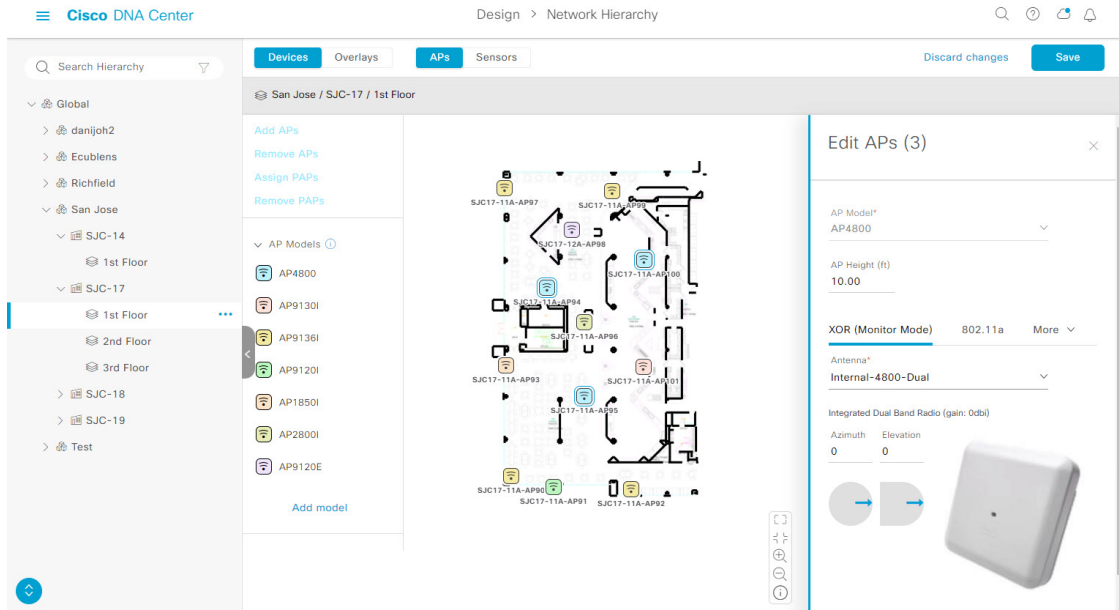 Cisco DNA Center
Design > Network Hierarchy
Search Hierarchy
Global
danijoh2
Ecublens
Richfield
San Jose
SJC-14
1st Floor
SJC-17
1st Floor
2nd Floor
3rd Floor
SJC-18
SJC-19
Test
Devices
Overlays
APs
Sensors
Discard changes
Save
San Jose / SJC-17 / 1st Floor
Add APs
Remove APs
Assign PAPs
Remove PAPs
AP Models
AP4800
AP9130I
AP9136I
AP9120I
AP1850I
AP2800I
AP9120E
Add model
SJC17-11A-AP97
SJC17-11A-AP99
SJC17-12A-AP98
SJC17-11A-AP100
SJC17-11A-AP94
SJC17-11A-AP96
SJC17-11A-AP93
SJC17-11A-AP101
SJC17-11A-AP95
SJC17-11A-AP90
SJC17-11A-AP91
SJC17-11A-AP92
Edit APs (3)
AP Model*
AP4800
AP Height (ft)
10.00
XOR (Monitor Mode)
802.11a
More
Antenna*
Internal-4800-Dual
Integrated Dual Band Radio (gain: 0dbi)
Azimuth
Elevation
0
0